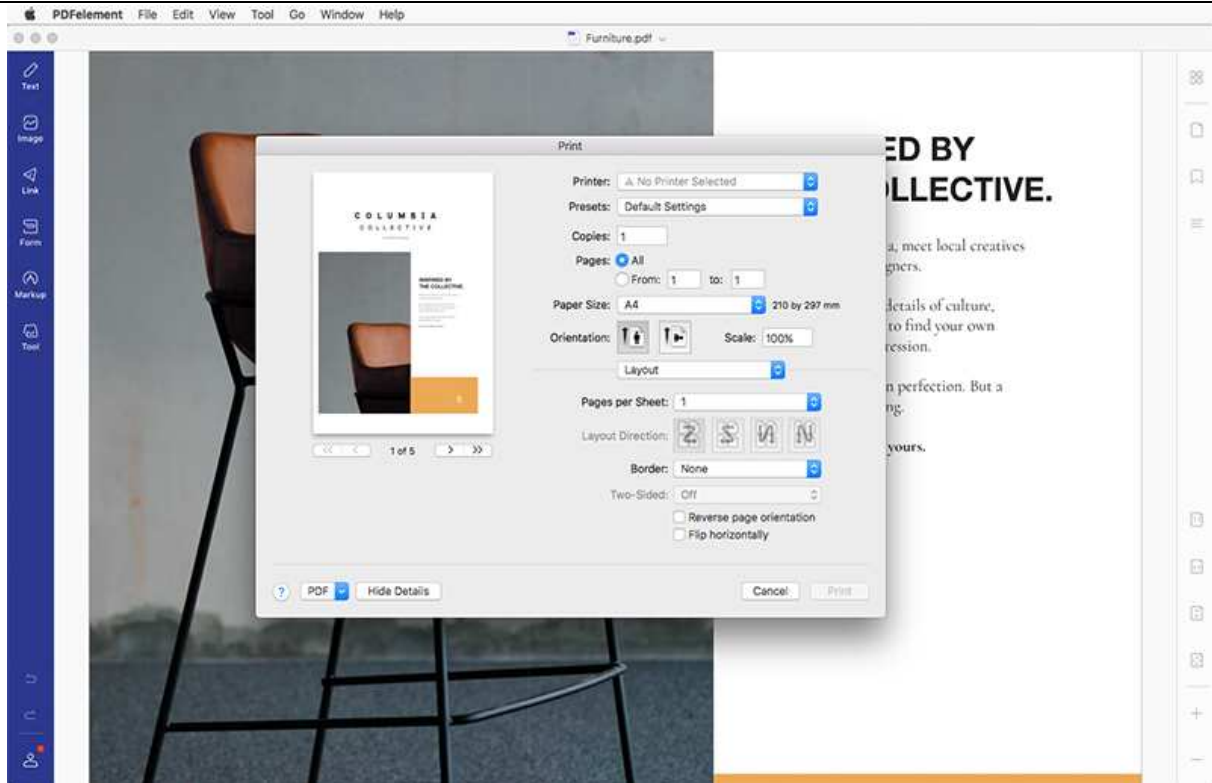 PDFelement File Edit View Tool Go Window Help
Furniture.pdf
Text
Image
Link
Form
Markup
Tool
Print
COLUMBIA
COLLECTIVE
INSPIRED BY
THE COLLECTIVE.
1 of 5
Printer: No Printer Selected
Presets: Default Settings
Copies: 1
Pages: All
From: 1 to: 1
Paper Size: A4 210 by 297 mm
Orientation: Scale: 100%
Layout
Pages per Sheet: 1
Layout Direction:
Border: None
Two-Sided: Off
Reverse page orientation
Flip horizontally
? PDF Hide Details Cancel Print
ED BY
LLECTIVE.
a, meet local creatives
gners.
details of culture,
to find your own
ression.
n perfection. But a
ng.
yours.